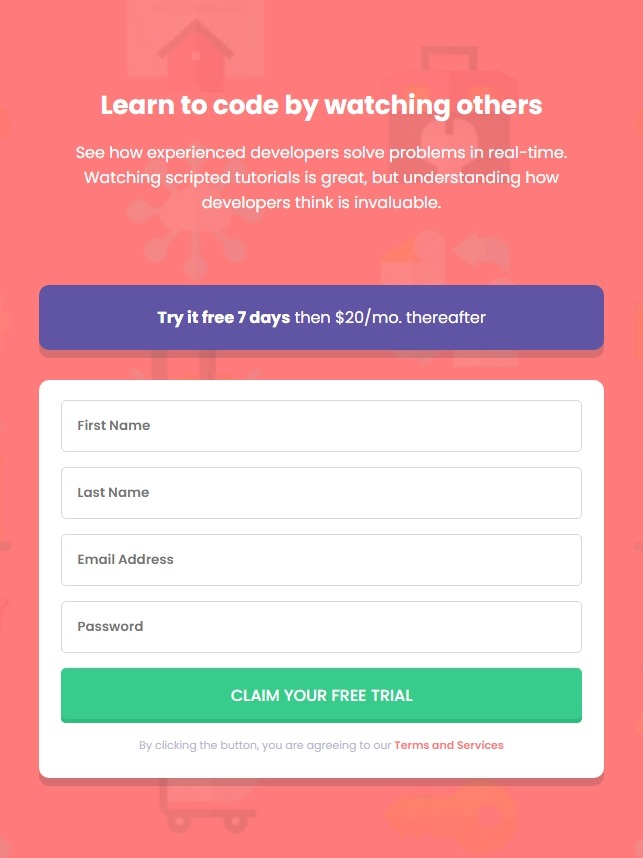 Learn to code by watching others
See how experienced developers solve problems in real-time.
Watching scripted tutorials is great, but understanding how
developers think is invaluable.
Try it free 7 days then $20/mo. thereafter
First Name
Last Name
Email Address
Password
CLAIM YOUR FREE TRIAL
By clicking the button, you are agreeing to our Terms and Services